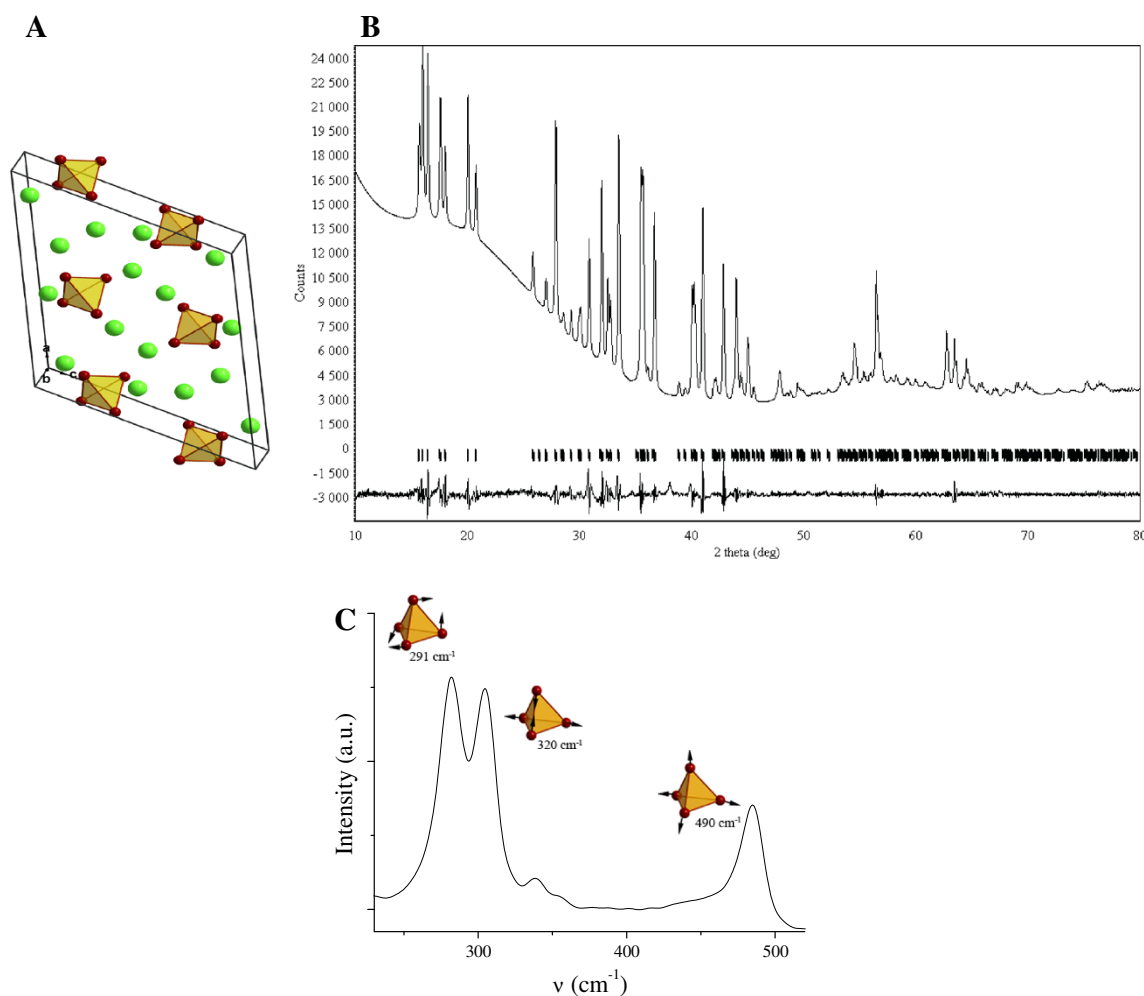 A
B
a
b
c
24 000
22 500
21 000
19 500
18 000
16 500
15 000
13 500
12 000
10 500
9 000
7 500
6 000
4 500
3 000
1 500
0
-1 500
-3 000
Counts
10
20
30
40
50
60
70
80
2 theta (deg)
C
291 cm⁻¹
320 cm⁻¹
490 cm⁻¹
Intensity (a.u.)
300
400
500
ν (cm⁻¹)